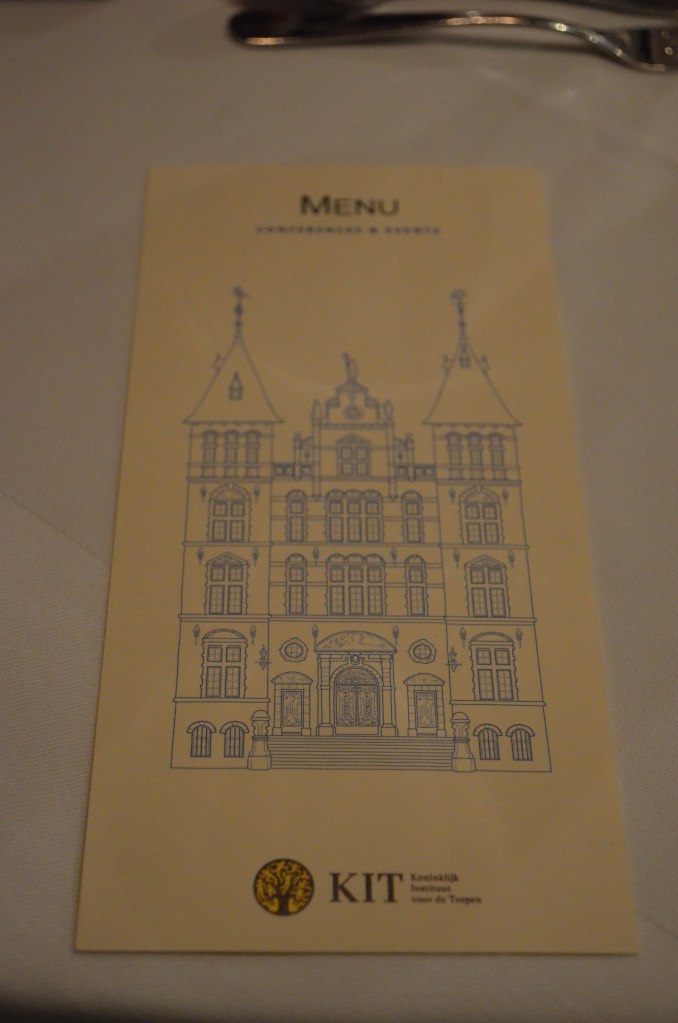 MENU
CONFERENCES & EVENTS
KIT
Koninklijk
Instituut
voor de Tropen